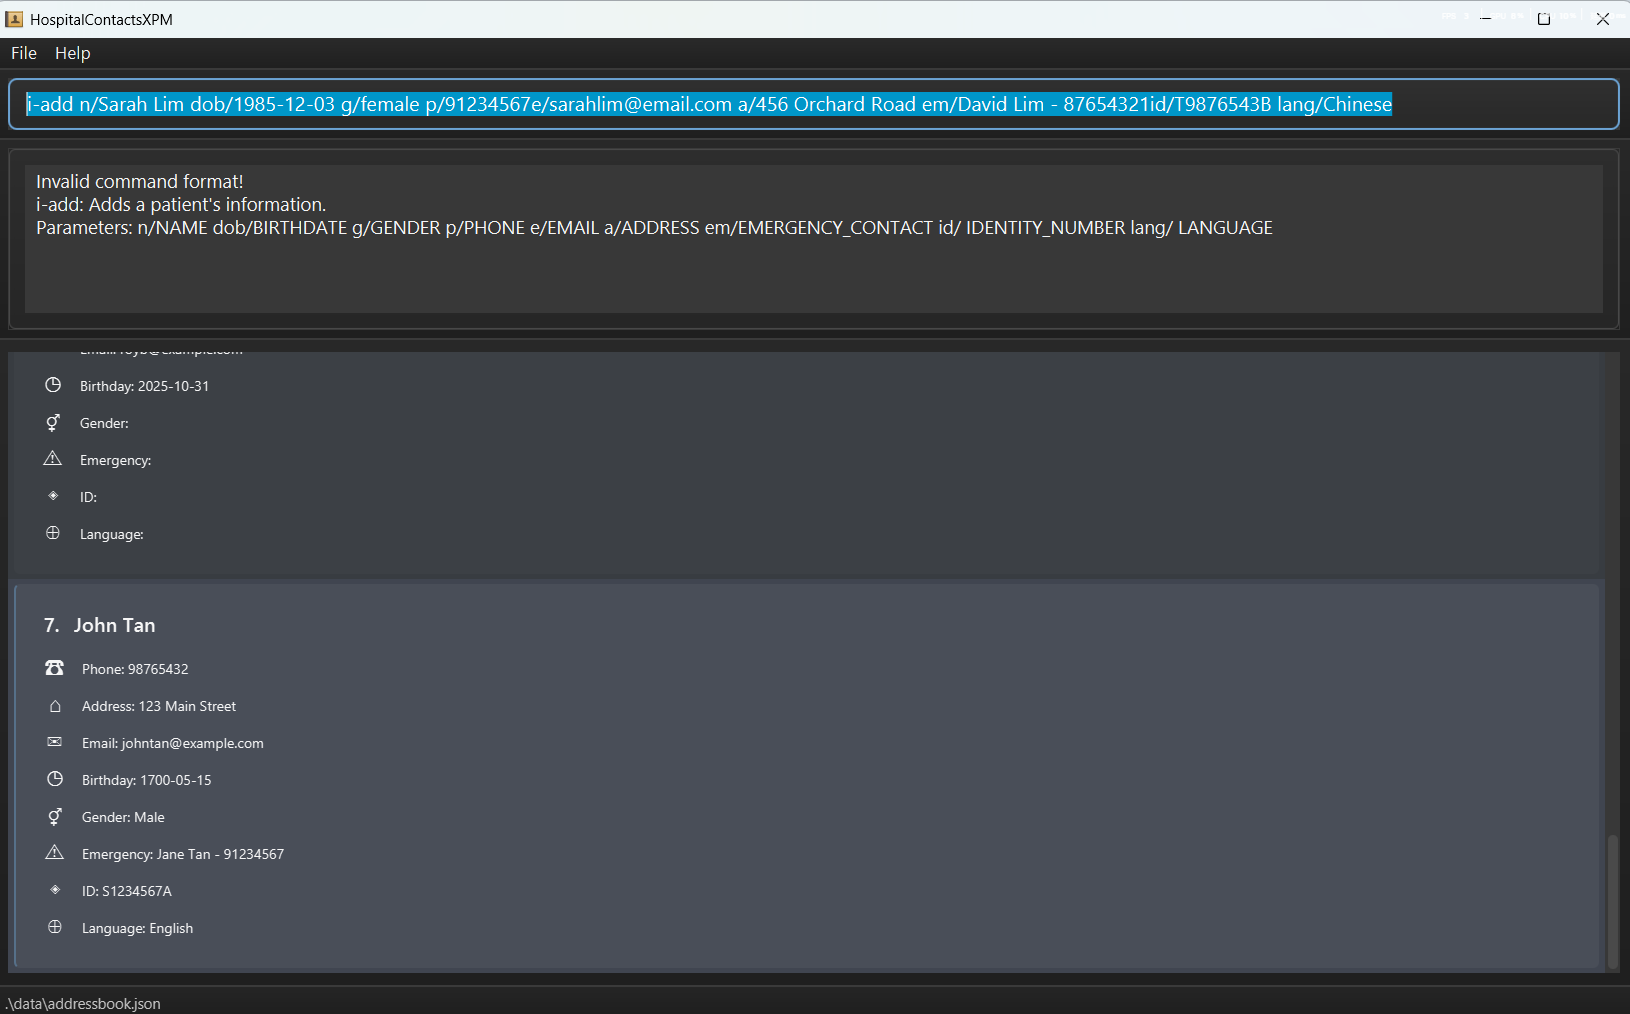 HospitalContactsXPM
File Help
i-add n/Sarah Lim dob/1985-12-03 g/female p/91234567e/sarahlim@email.com a/456 Orchard Road em/David Lim - 87654321id/T9876543B lang/Chinese
Invalid command format!
i-add: Adds a patient's information.
Parameters: n/NAME dob/BIRTHDATE g/GENDER p/PHONE e/EMAIL a/ADDRESS em/EMERGENCY_CONTACT id/ IDENTITY_NUMBER lang/ LANGUAGE
Email: royb@example.com
Birthday: 2025-10-31
Gender:
Emergency:
ID:
Language:
7. John Tan
Phone: 98765432
Address: 123 Main Street
Email: johntan@example.com
Birthday: 1700-05-15
Gender: Male
Emergency: Jane Tan - 91234567
ID: S1234567A
Language: English
.\data\addressbook.json